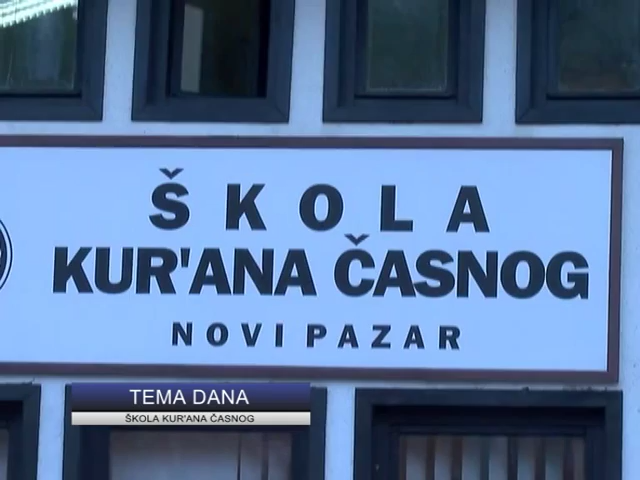 ŠKOLA
KUR'ANA ČASNOG
NOVI PAZAR
TEMA DANA
ŠKOLA KUR'ANA ČASNOG